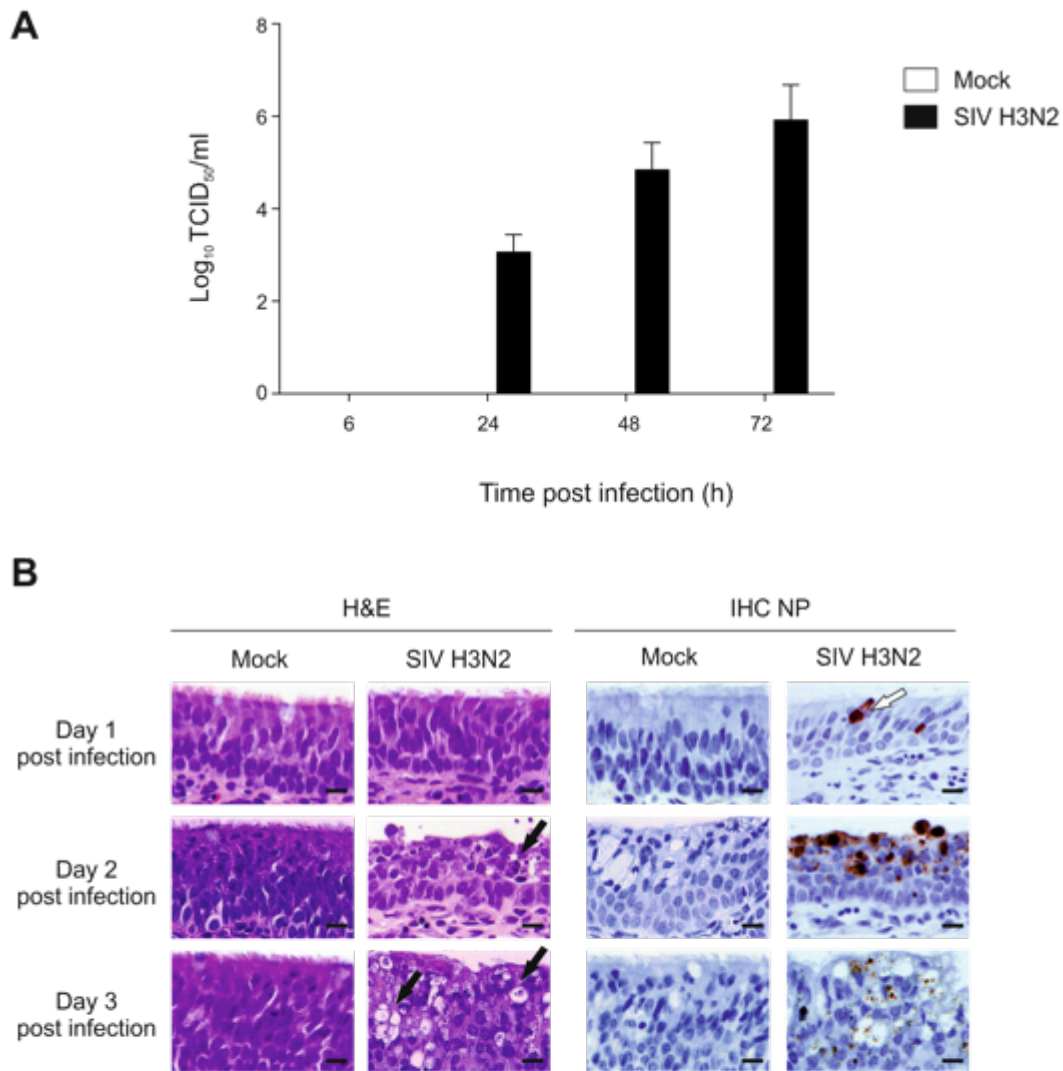 A
8
6
4
2
0
Log₁₀ TCID₅₀/ml
6 24 48 72
Time post infection (h)
Mock
SIV H3N2
B
H&E IHC NP
Mock SIV H3N2 Mock SIV H3N2
Day 1
post infection
Day 2
post infection
Day 3
post infection